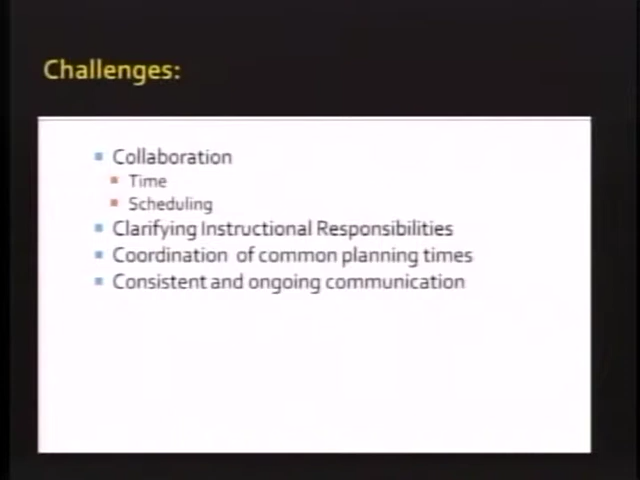 Challenges:
Collaboration
Time
Scheduling
Clarifying Instructional Responsibilities
Coordination of common planning times
Consistent and ongoing communication